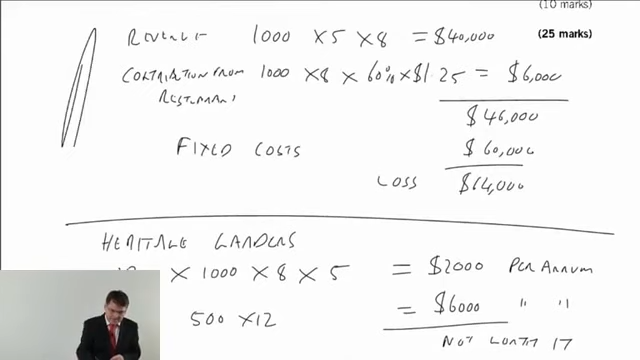 (10 marks)
REVENUE 1000 x 5 x 8 = $40,000
(25 marks)
CONTRIBUTION FROM 1000 x 8 x 60% x $1.25 = $6,000
RESTAURANT
$46,000
FIXED COSTS $60,000
LOSS $14,000
HERITAGE GARDENS
x 1000 x 8 x 5 = $2000 PER ANNUM
500 x 12 = $6000 " "
NOT WORTH IT